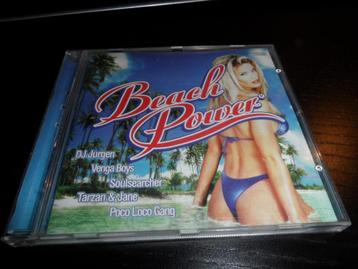 Beach
Power
DJ Jurgen
Venga Boys
Soulsearcher
Tarzan & Jane
Poco Loco Gang